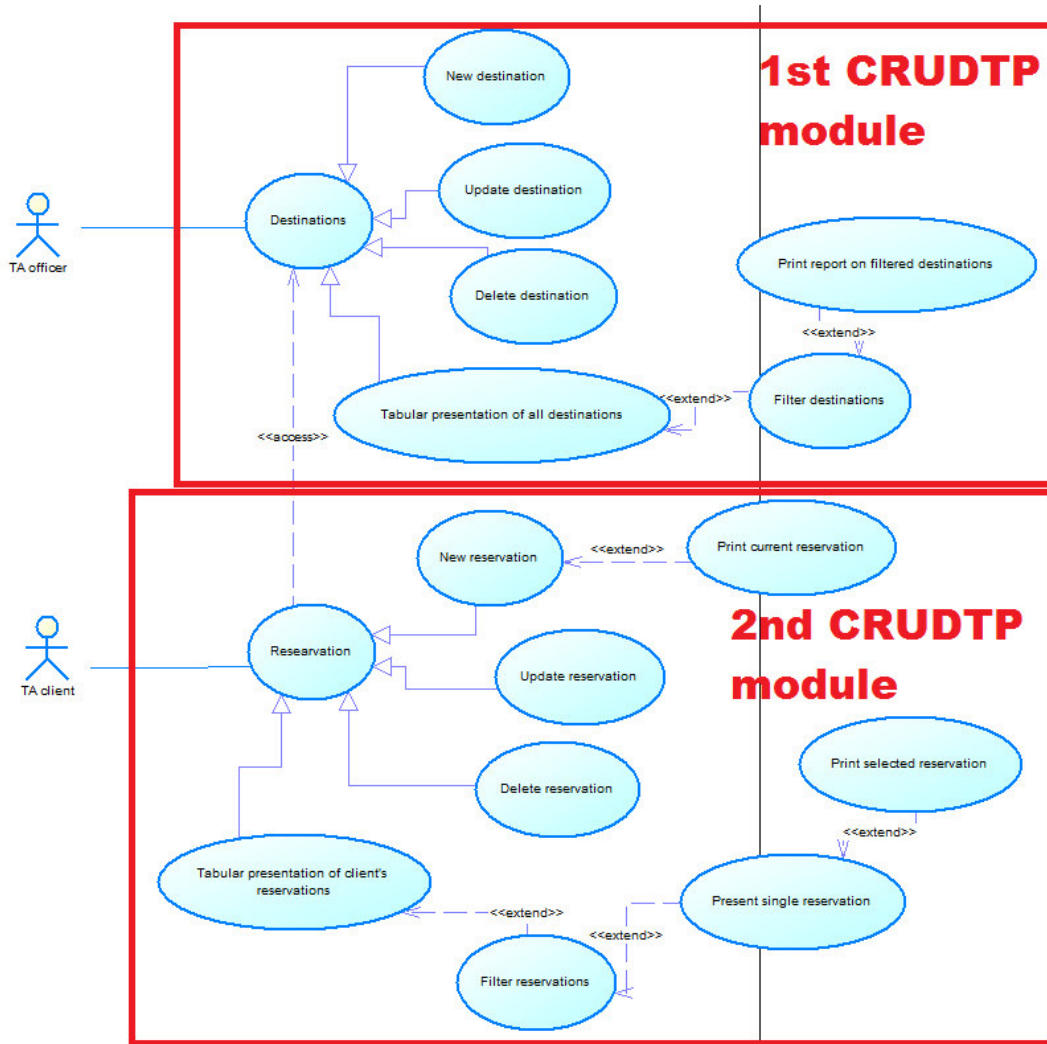 1st CRUDTP
module
New destination
Update destination
Destinations
TA officer
Print report on filtered destinations
Delete destination
<<extend>>
<<extend>>
Tabular presentation of all destinations
Filter destinations
<<access>>
New reservation
<<extend>>
Print current reservation
2nd CRUDTP
module
Researvation
Update reservation
TA client
Print selected reservation
Delete reservation
<<extend>>
Tabular presentation of client's
reservations
Present single reservation
<<extend>>
<<extend>>
Filter reservations